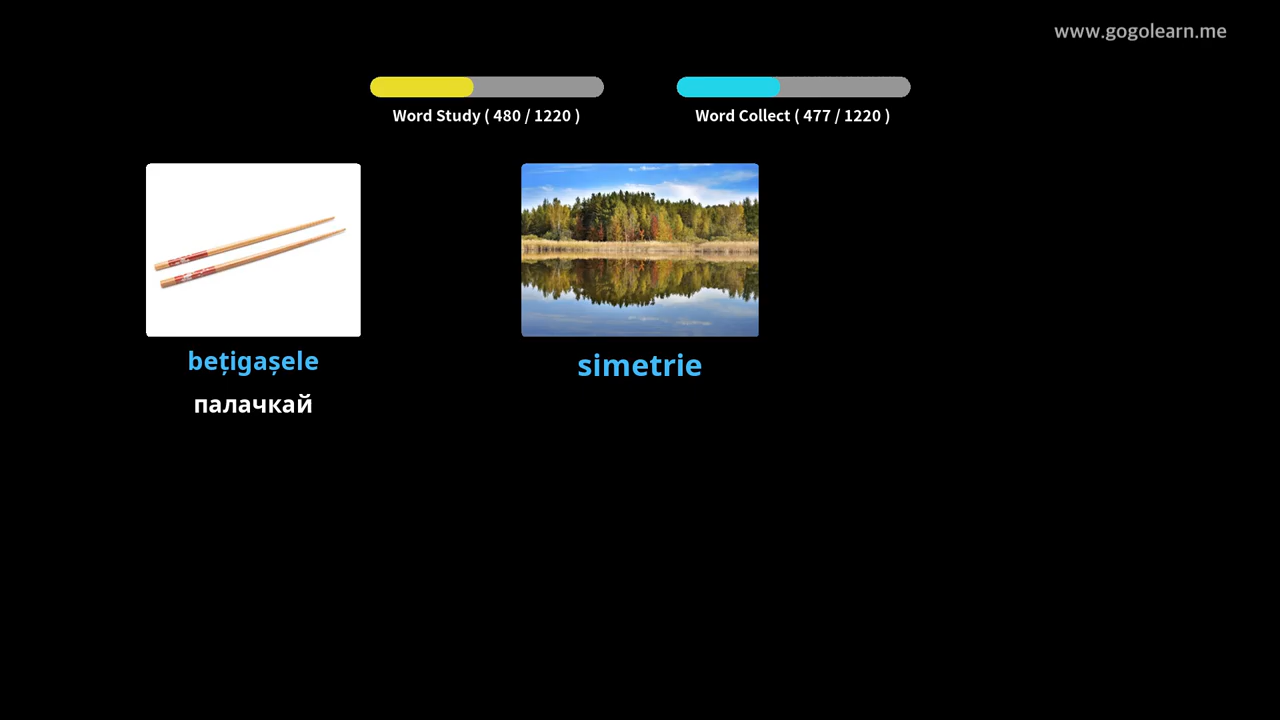 www.gogolearn.me
Word Study ( 480 / 1220 )
Word Collect ( 477 / 1220 )
bețigașele
палачкай
simetrie